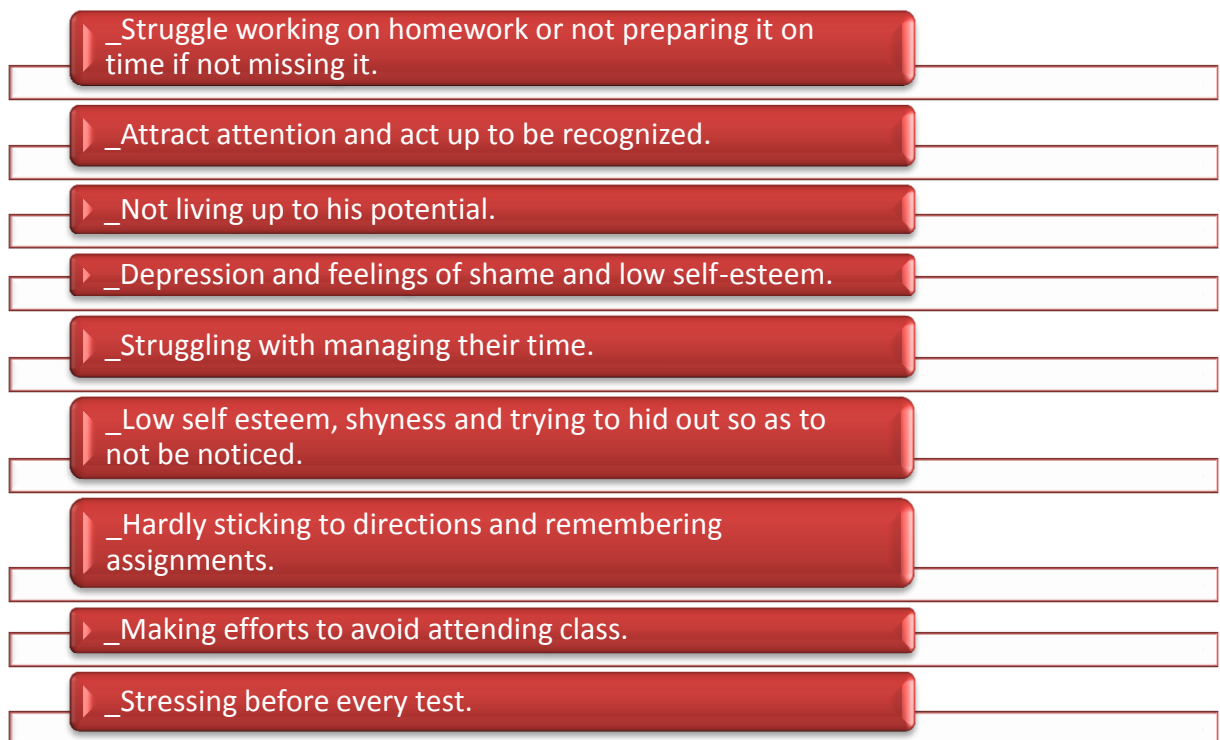 _Struggle working on homework or not preparing it on
time if not missing it.
_Attract attention and act up to be recognized.
_Not living up to his potential.
_Depression and feelings of shame and low self-esteem.
_Struggling with managing their time.
_Low self esteem, shyness and trying to hid out so as to
not be noticed.
_Hardly sticking to directions and remembering
assignments.
_Making efforts to avoid attending class.
_Stressing before every test.